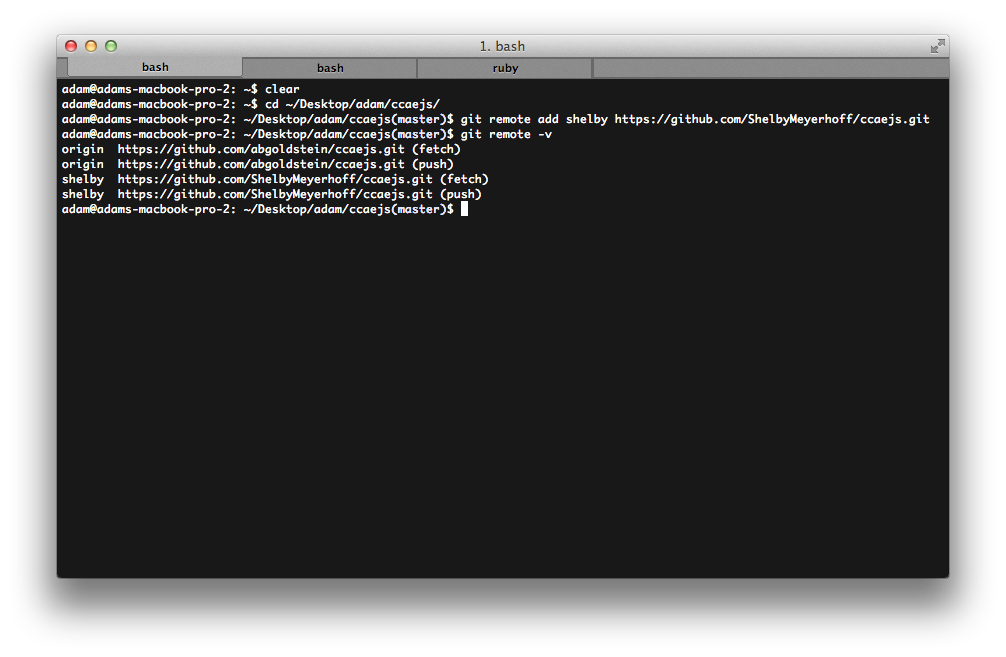 1. bash
bash bash ruby
adam@adams-macbook-pro-2: ~$ clear
adam@adams-macbook-pro-2: ~$ cd ~/Desktop/adam/ccaejs/
adam@adams-macbook-pro-2: ~/Desktop/adam/ccaejs(master)$ git remote add shelby https://github.com/ShelbyMeyerhoff/ccaejs.git
adam@adams-macbook-pro-2: ~/Desktop/adam/ccaejs(master)$ git remote -v
origin  https://github.com/abgoldstein/ccaejs.git (fetch)
origin  https://github.com/abgoldstein/ccaejs.git (push)
shelby  https://github.com/ShelbyMeyerhoff/ccaejs.git (fetch)
shelby  https://github.com/ShelbyMeyerhoff/ccaejs.git (push)
adam@adams-macbook-pro-2: ~/Desktop/adam/ccaejs(master)$